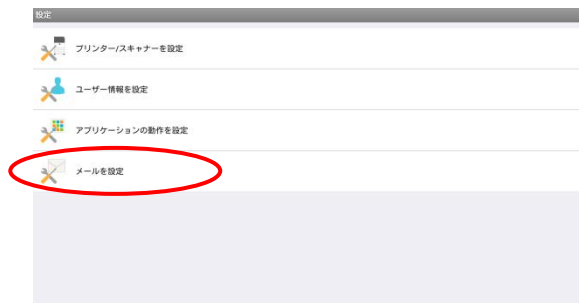 設定
プリンター/スキャナーを設定
ユーザー情報を設定
アプリケーションの動作を設定
メールを設定